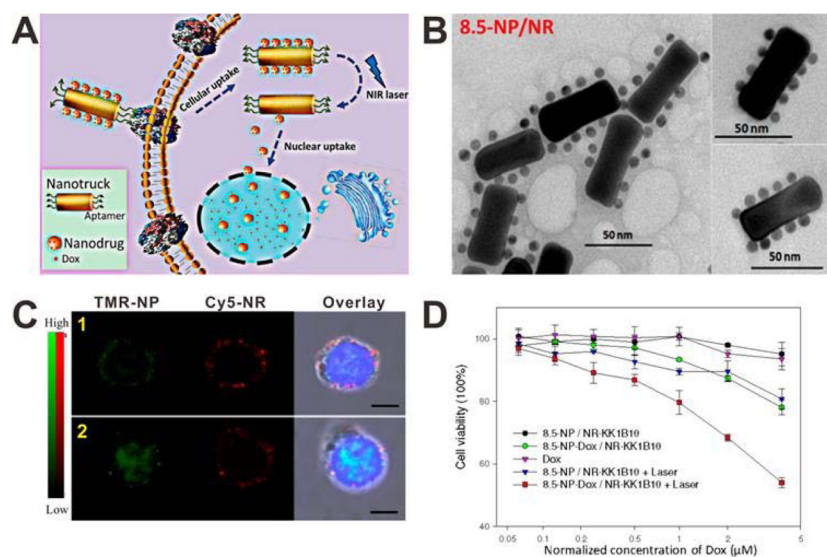 A
Cellular uptake
NIR laser
Nuclear uptake
Nanotruck
Aptamer
Nanodrug
Dox
B
8.5-NP/NR
50 nm
50 nm
50 nm
C
TMR-NP Cy5-NR Overlay
High
1
2
Low
D
Cell viability (100%)
100
80
60
40
8.5-NP / NR-KK1B10
8.5-NP-Dox / NR-KK1B10
Dox
8.5-NP / NR-KK1B10 + Laser
8.5-NP-Dox / NR-KK1B10 + Laser
0.05 0.1 0.2 0.5 1 2 5
Normalized concentration of Dox (μM)